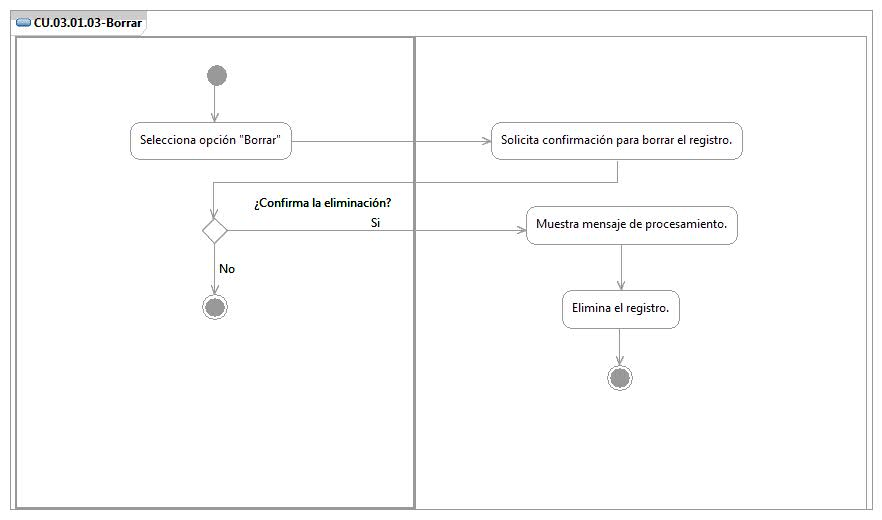 CU.03.01.03-Borrar
Selecciona opción "Borrar"
Solicita confirmación para borrar el registro.
¿Confirma la eliminación?
Si
Muestra mensaje de procesamiento.
No
Elimina el registro.